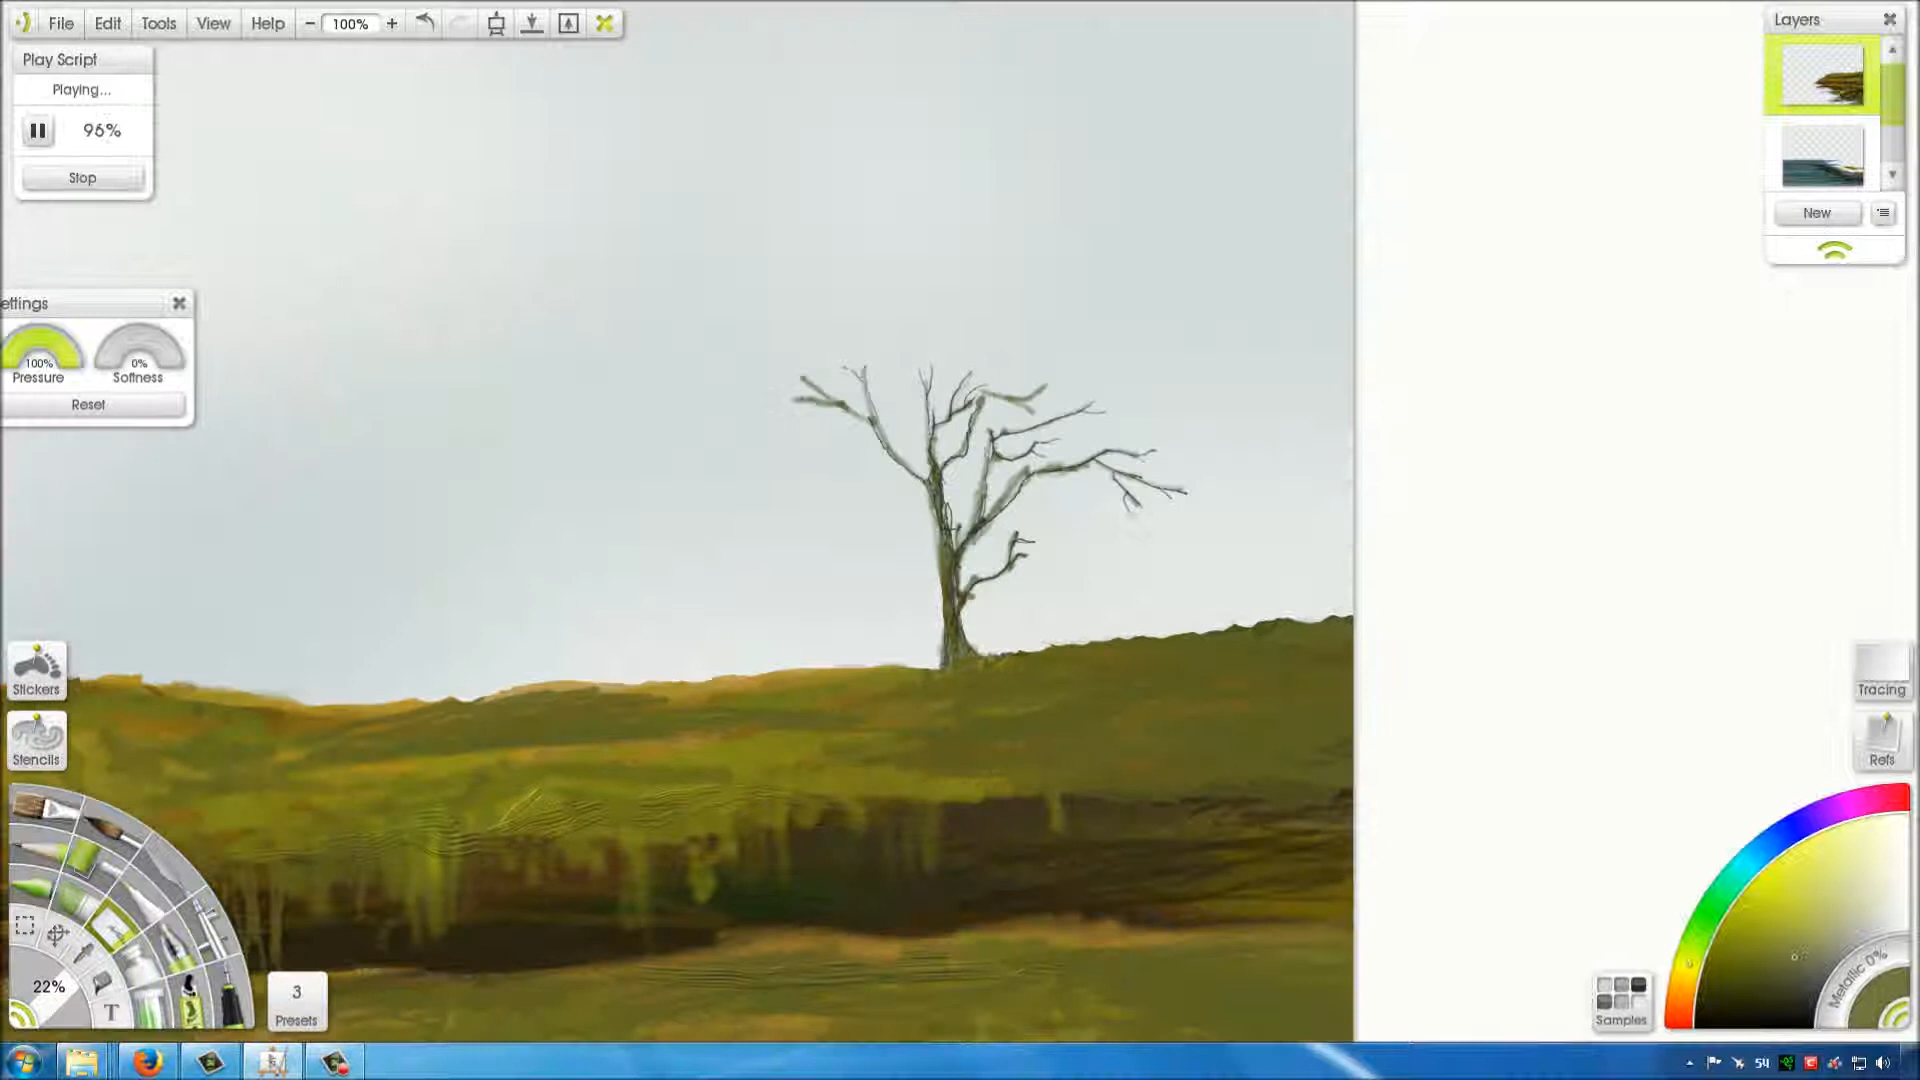 File Edit Tools View Help − 100% +
Layers
Play Script
Playing...
96%
Stop
New
ettings
100% 0%
Pressure Softness
Reset
Stickers
Stencils
Tracing
Refs
22%
T
3
Presets
Metallic 0%
Samples
54